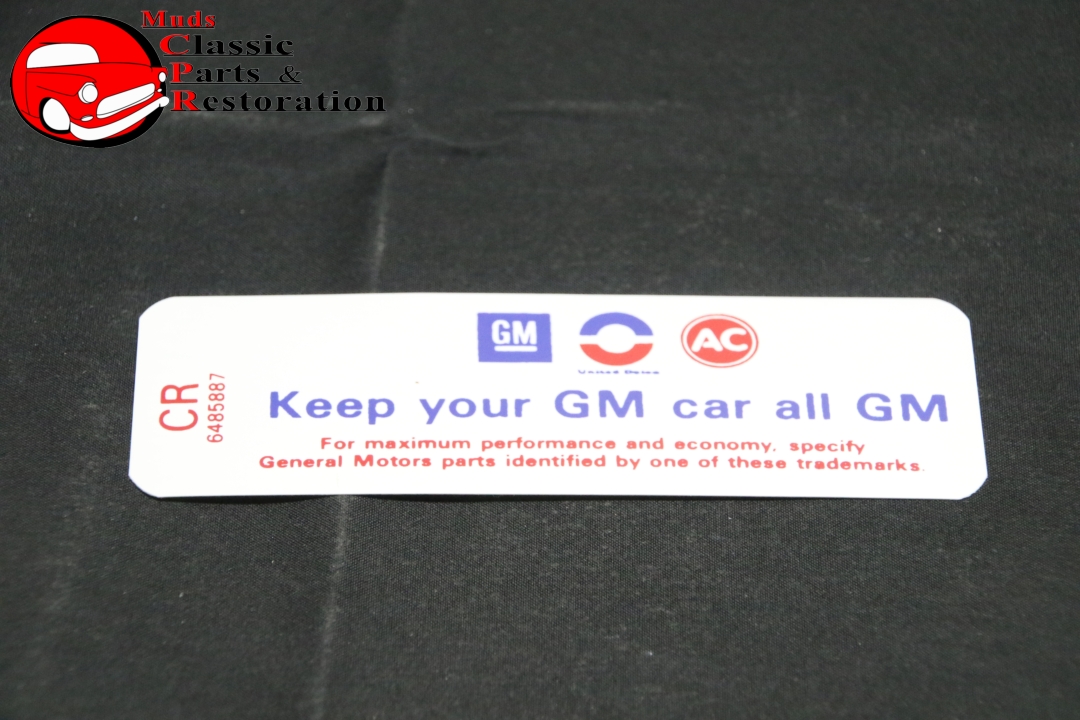 Muds
Classic
Parts &
Restoration
GM
AC
CR
6485887
Keep your GM car all GM
For maximum performance and economy, specify
General Motors parts identified by one of these trademarks.